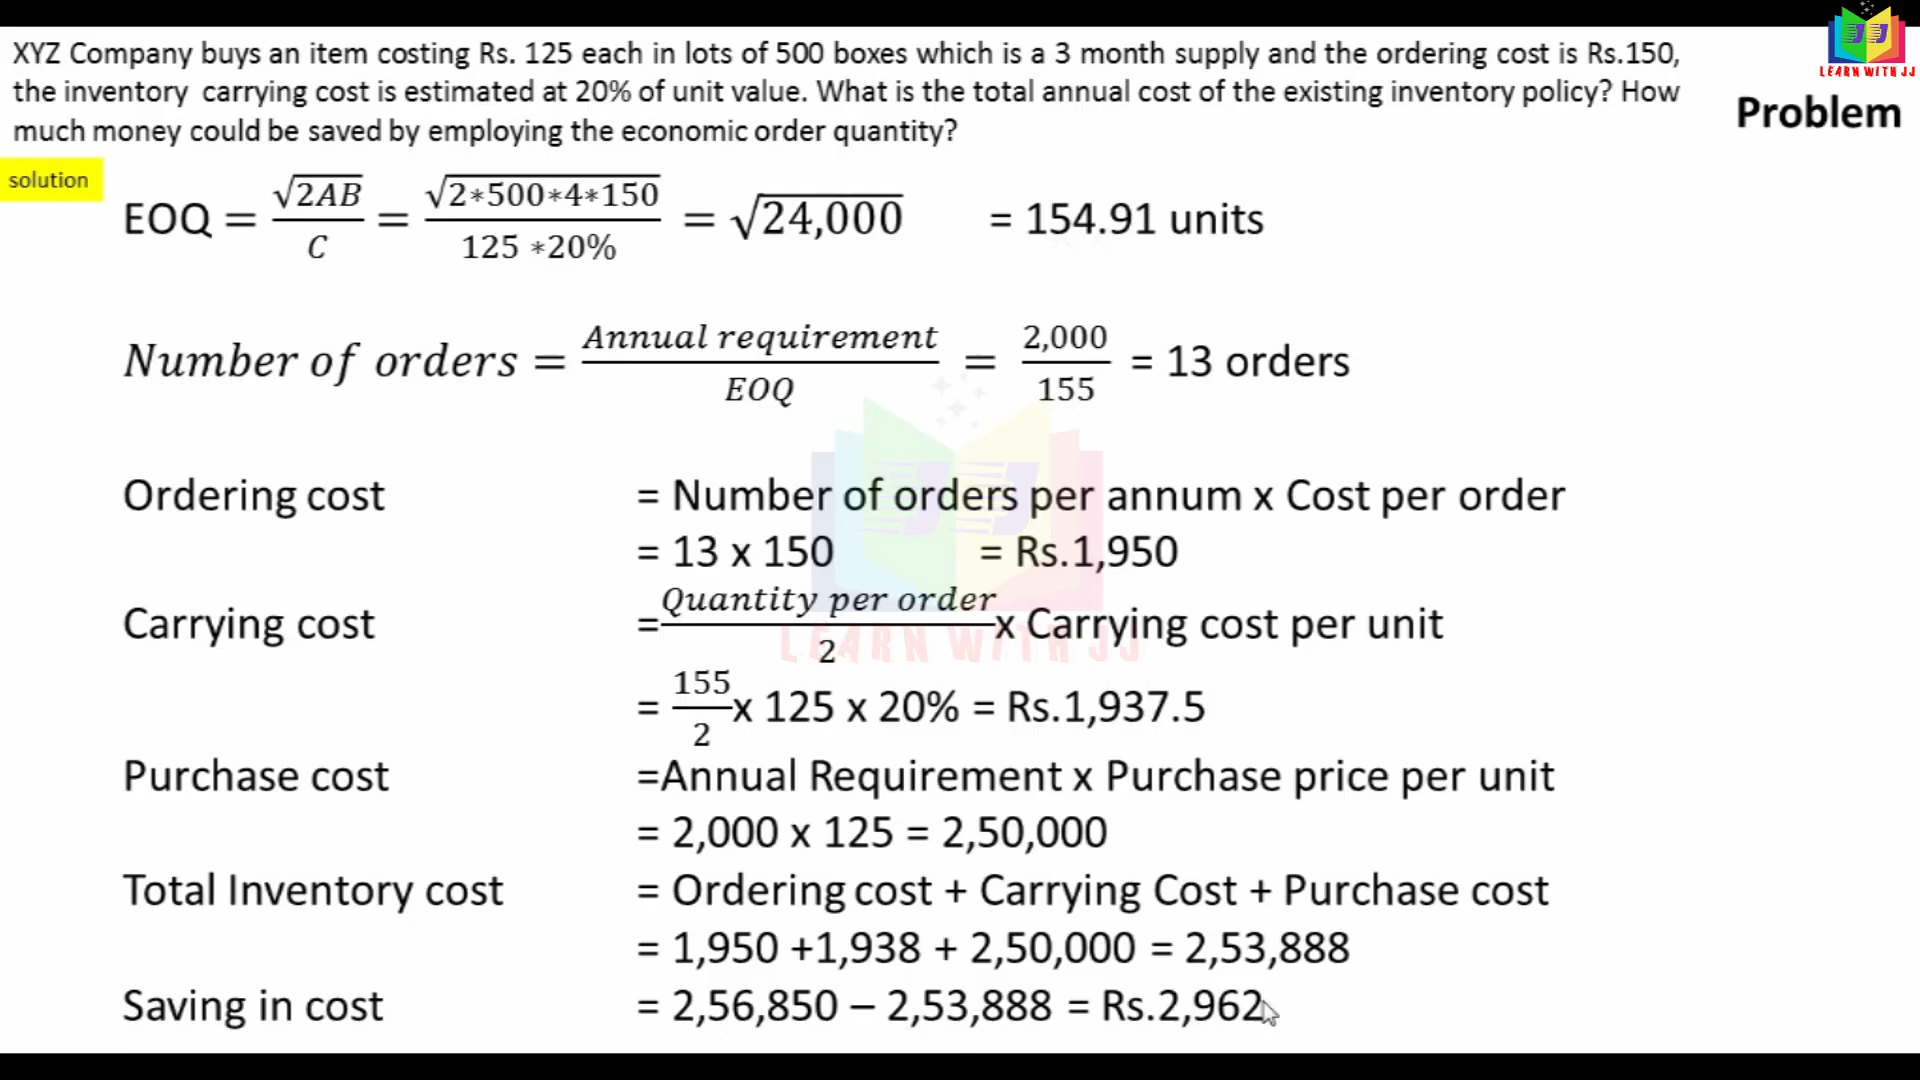 XYZ Company buys an item costing Rs. 125 each in lots of 500 boxes which is a 3 month supply and the ordering cost is Rs.150,
the inventory carrying cost is estimated at 20% of unit value. What is the total annual cost of the existing inventory policy? How
much money could be saved by employing the economic order quantity?
LEARN WITH JJ
Problem
solution
EOQ = √2AB / C = √2*500*4*150 / 125 *20% = √24,000 = 154.91 units
Number of orders = Annual requirement / EOQ = 2,000 / 155 = 13 orders
Ordering cost = Number of orders per annum x Cost per order
= 13 x 150 = Rs.1,950
Carrying cost = Quantity per order / 2 x Carrying cost per unit
LEARN WITH JJ
= 155 / 2 x 125 x 20% = Rs.1,937.5
Purchase cost =Annual Requirement x Purchase price per unit
= 2,000 x 125 = 2,50,000
Total Inventory cost = Ordering cost + Carrying Cost + Purchase cost
= 1,950 +1,938 + 2,50,000 = 2,53,888
Saving in cost = 2,56,850 – 2,53,888 = Rs.2,962